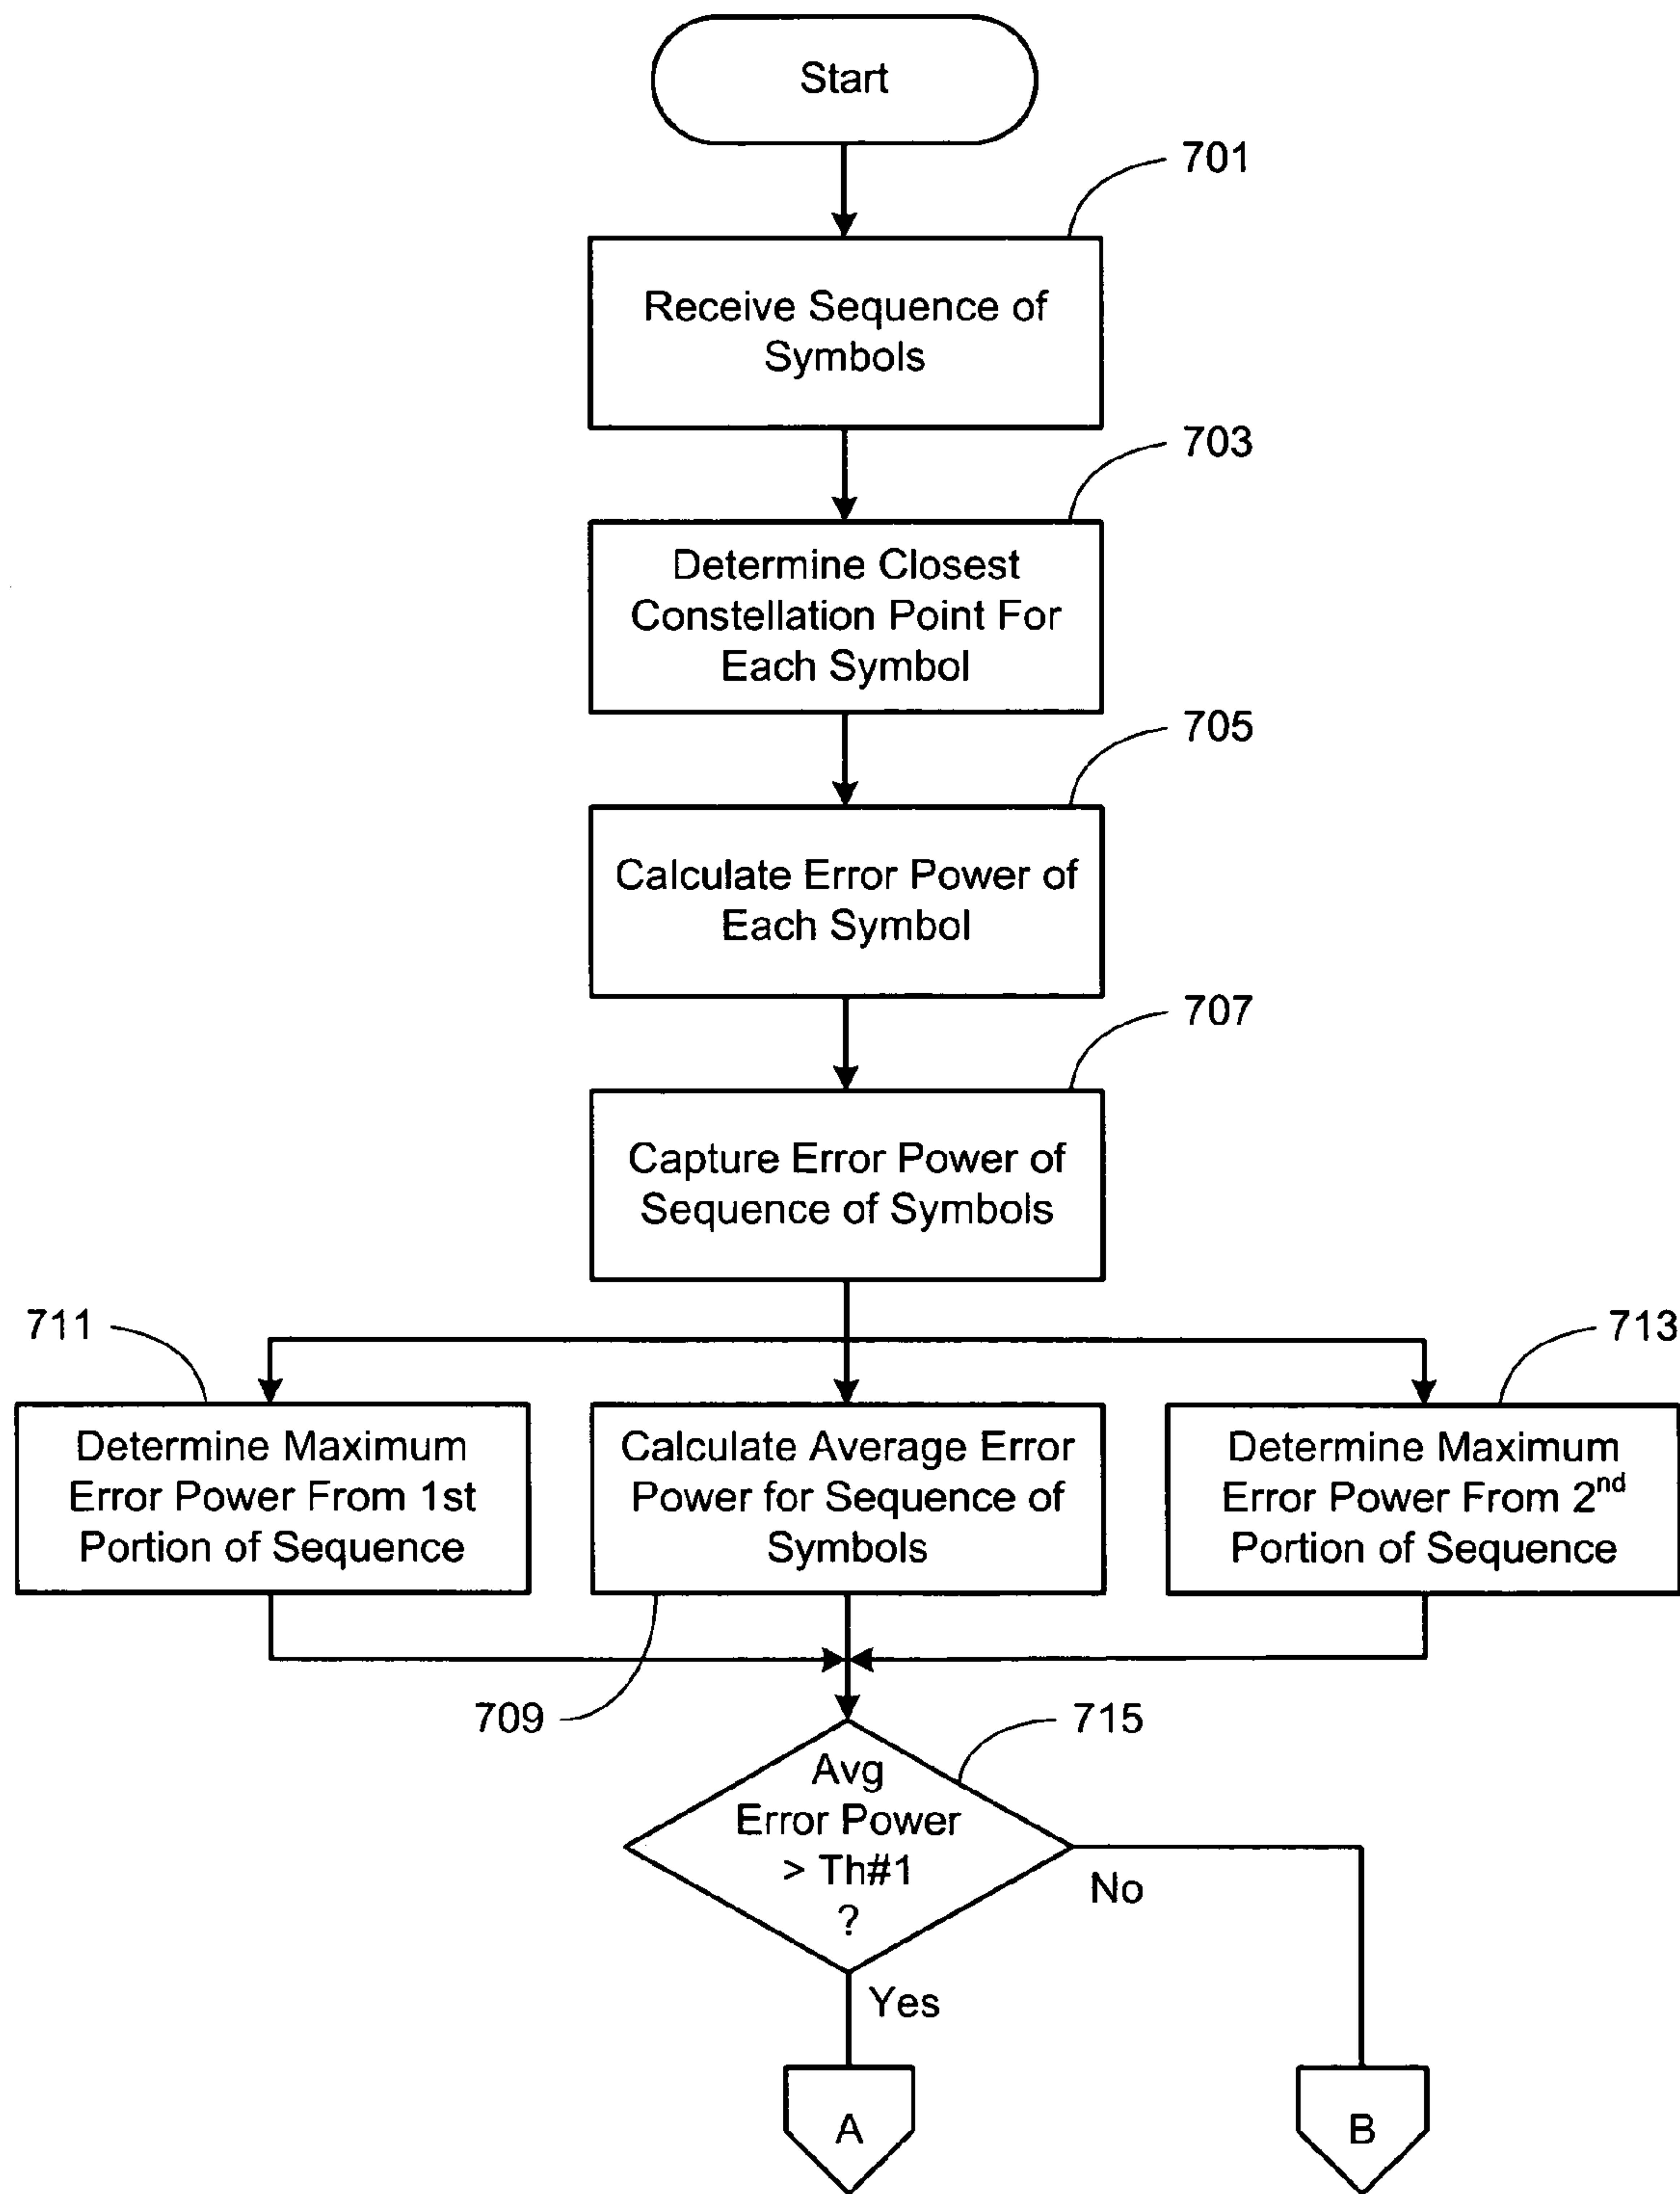 Start
701
Receive Sequence of
Symbols
703
Determine Closest
Constellation Point For
Each Symbol
705
Calculate Error Power of
Each Symbol
707
Capture Error Power of
Sequence of Symbols
711
713
Determine Maximum
Error Power From 1st
Portion of Sequence
Calculate Average Error
Power for Sequence of
Symbols
Determine Maximum
Error Power From 2nd
Portion of Sequence
709
715
Avg
Error Power
> Th#1
?
No
Yes
A
B